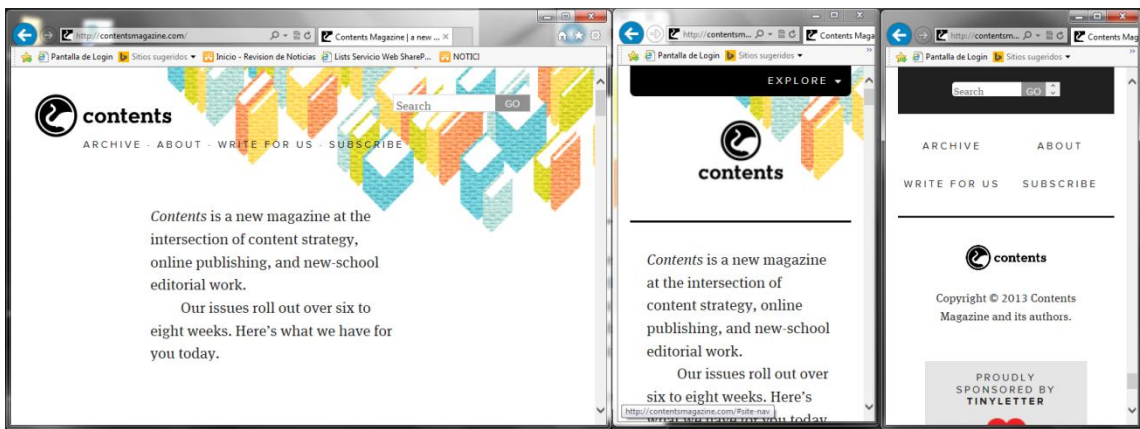 http://contentsmagazine.com/
Contents Magazine | a new ...
Pantalla de Login
Sitios sugeridos
Inicio - Revision de Noticias
Lists Servicio Web ShareP...
NOTICI
contents
Search
GO
ARCHIVE - ABOUT - WRITE FOR US - SUBSCRIBE
Contents is a new magazine at the
intersection of content strategy,
online publishing, and new-school
editorial work.
Our issues roll out over six to
eight weeks. Here’s what we have for
you today.
http://contentsm...
Contents Maga
Pantalla de Login
Sitios sugeridos
EXPLORE
contents
Contents is a new magazine
at the intersection of
content strategy, online
publishing, and new-school
editorial work.
Our issues roll out over
six to eight weeks. Here’s
what we have for you today
http://contentsmagazine.com/#site-nav
http://contentsm...
Contents Mag
Pantalla de Login
Sitios sugeridos
Search
GO
ARCHIVE ABOUT
WRITE FOR US SUBSCRIBE
contents
Copyright © 2013 Contents
Magazine and its authors.
PROUDLY
SPONSORED BY
TINYLETTER